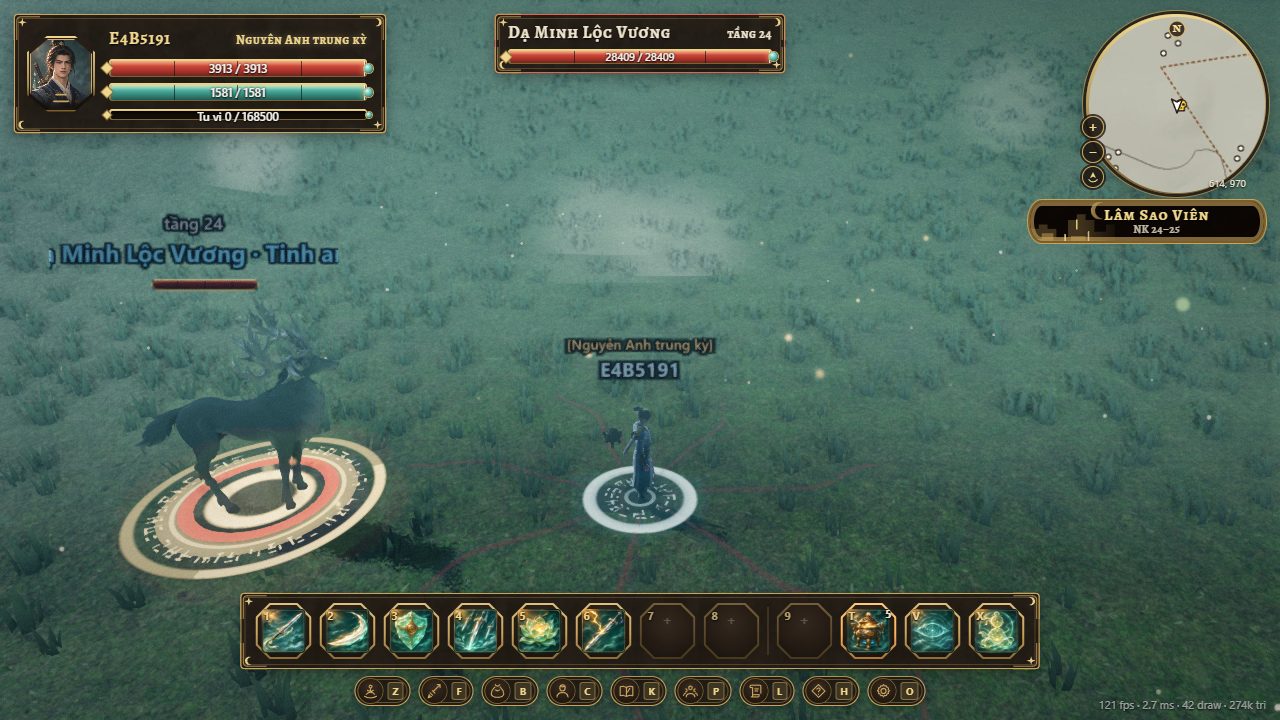 E4B5191
Nguyên Anh trung kỳ
3913 / 3913
1581 / 1581
Tu vi 0 / 168500
Dạ Minh Lộc Vương
tầng 24
28409 / 28409
N
+
−
614, 970
Lâm Sao Viên
NK 24–25
tầng 24
Minh Lộc Vương · Tinh
[Nguyên Anh trung kỳ]
E4B5191
1 2 3 4 5 6 7 8 9 T 5 V X
Z F B C K P L H O
121 fps · 2.7 ms · 42 draw · 274k tri